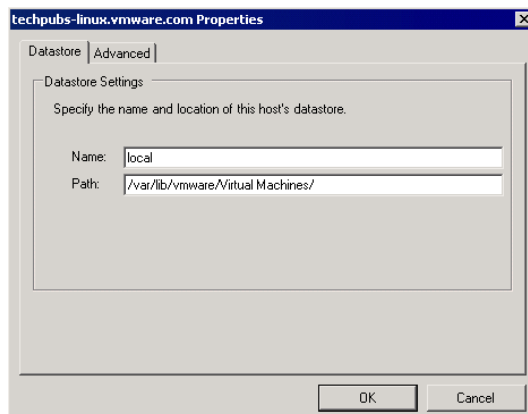 techpubs-linux.vmware.com Properties
Datastore Advanced
Datastore Settings
Specify the name and location of this host's datastore.
Name: local
Path: /var/lib/vmware/Virtual Machines/
OK Cancel